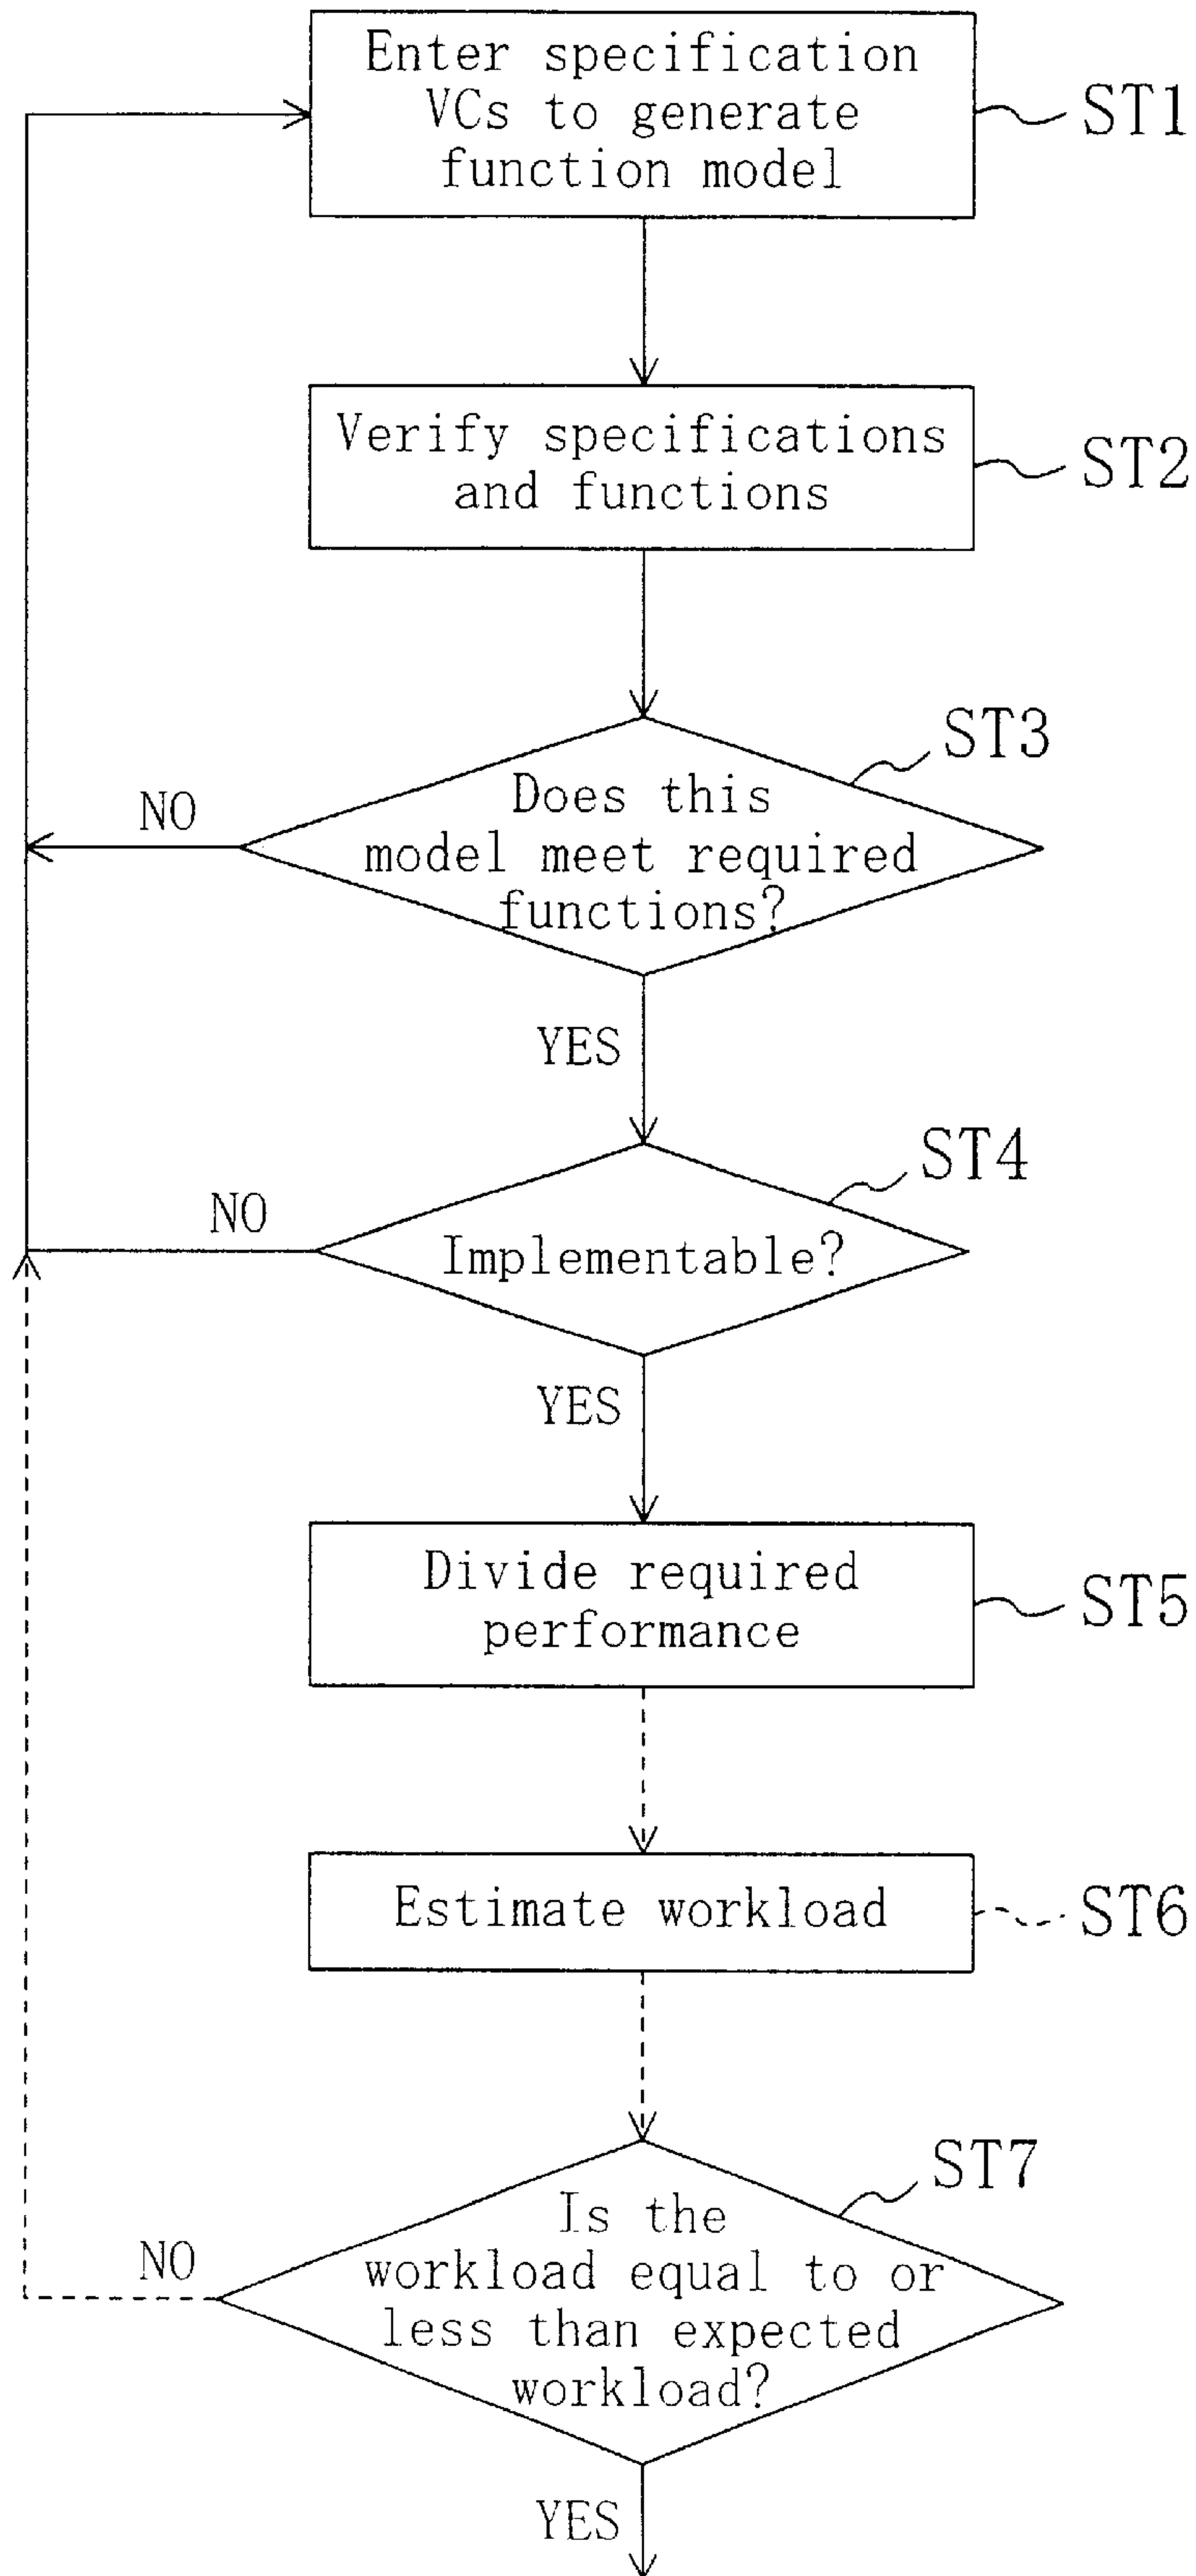 Enter specification
VCs to generate
function model
ST1
Verify specifications
and functions
ST2
ST3
Does this
model meet required
functions?
NO
YES
ST4
Implementable?
NO
YES
Divide required
performance
ST5
Estimate workload
ST6
ST7
Is the
workload equal to or
less than expected
workload?
NO
YES